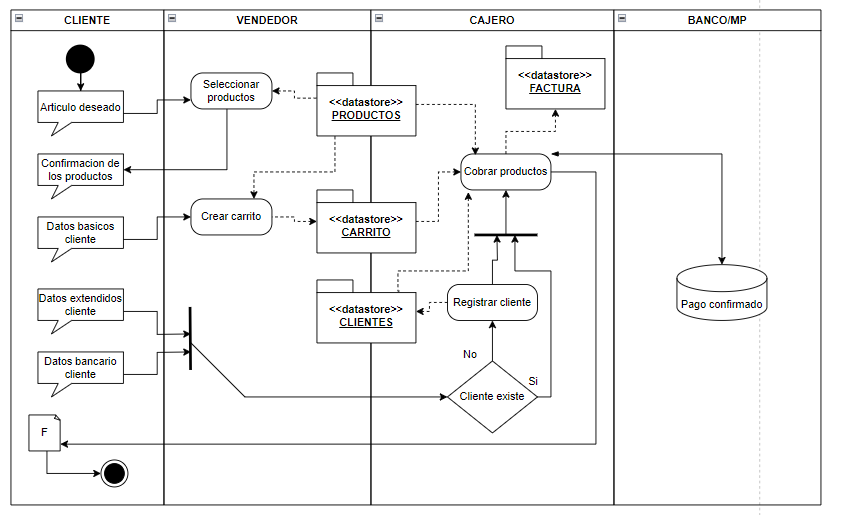 CLIENTE
VENDEDOR
CAJERO
BANCO/MP
Articulo deseado
Seleccionar
productos
<<datastore>>
PRODUCTOS
<<datastore>>
FACTURA
Confirmacion de
los productos
Cobrar productos
Datos basicos
cliente
Crear carrito
<<datastore>>
CARRITO
Datos extendidos
cliente
<<datastore>>
CLIENTES
Registrar cliente
Pago confirmado
Datos bancario
cliente
No
Si
Cliente existe
F